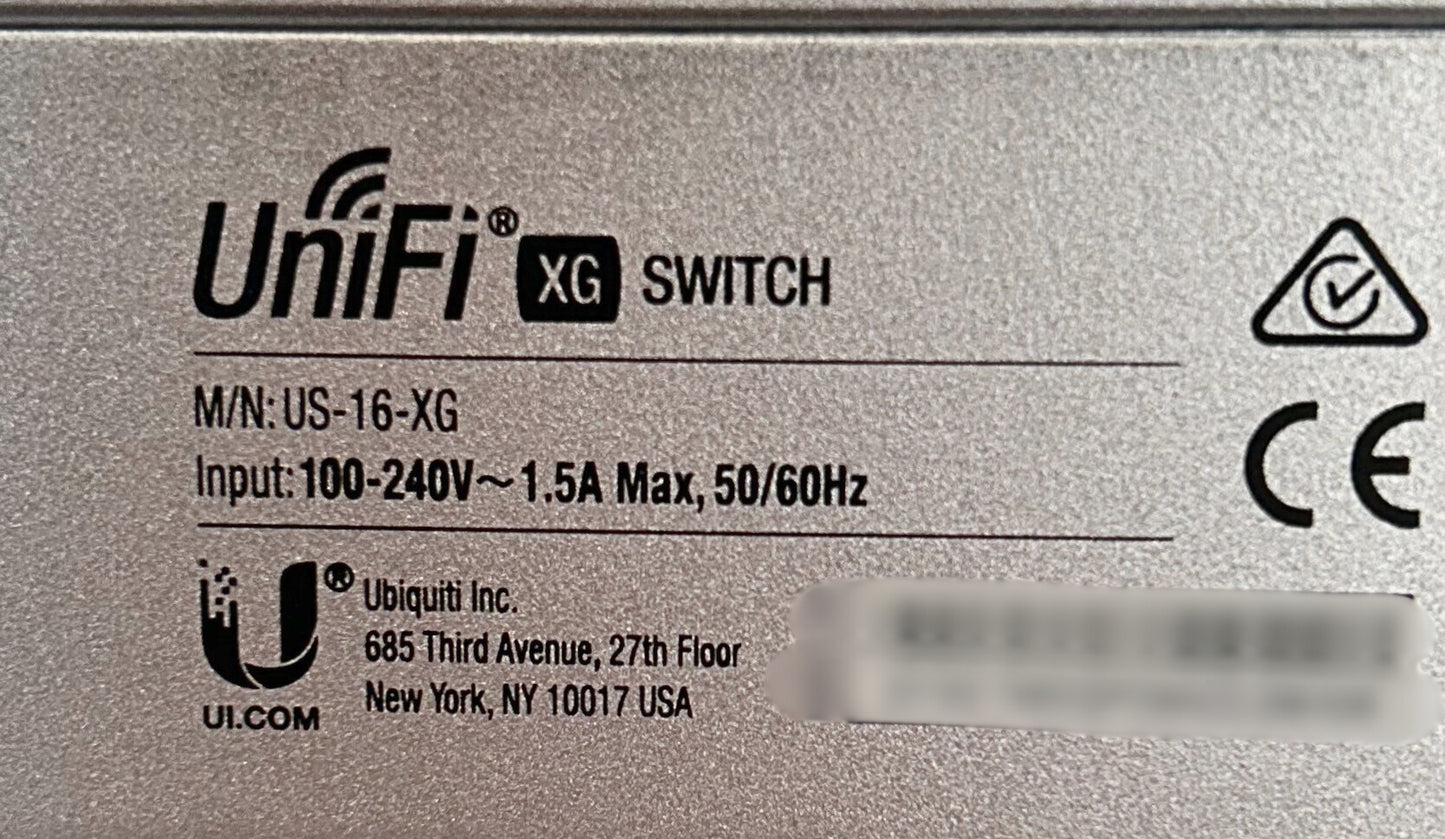 UniFi® XG SWITCH
M/N: US-16-XG
Input: 100-240V~1.5A Max, 50/60Hz
CE
®
Ubiquiti Inc.
685 Third Avenue, 27th Floor
New York, NY 10017 USA
UI.COM